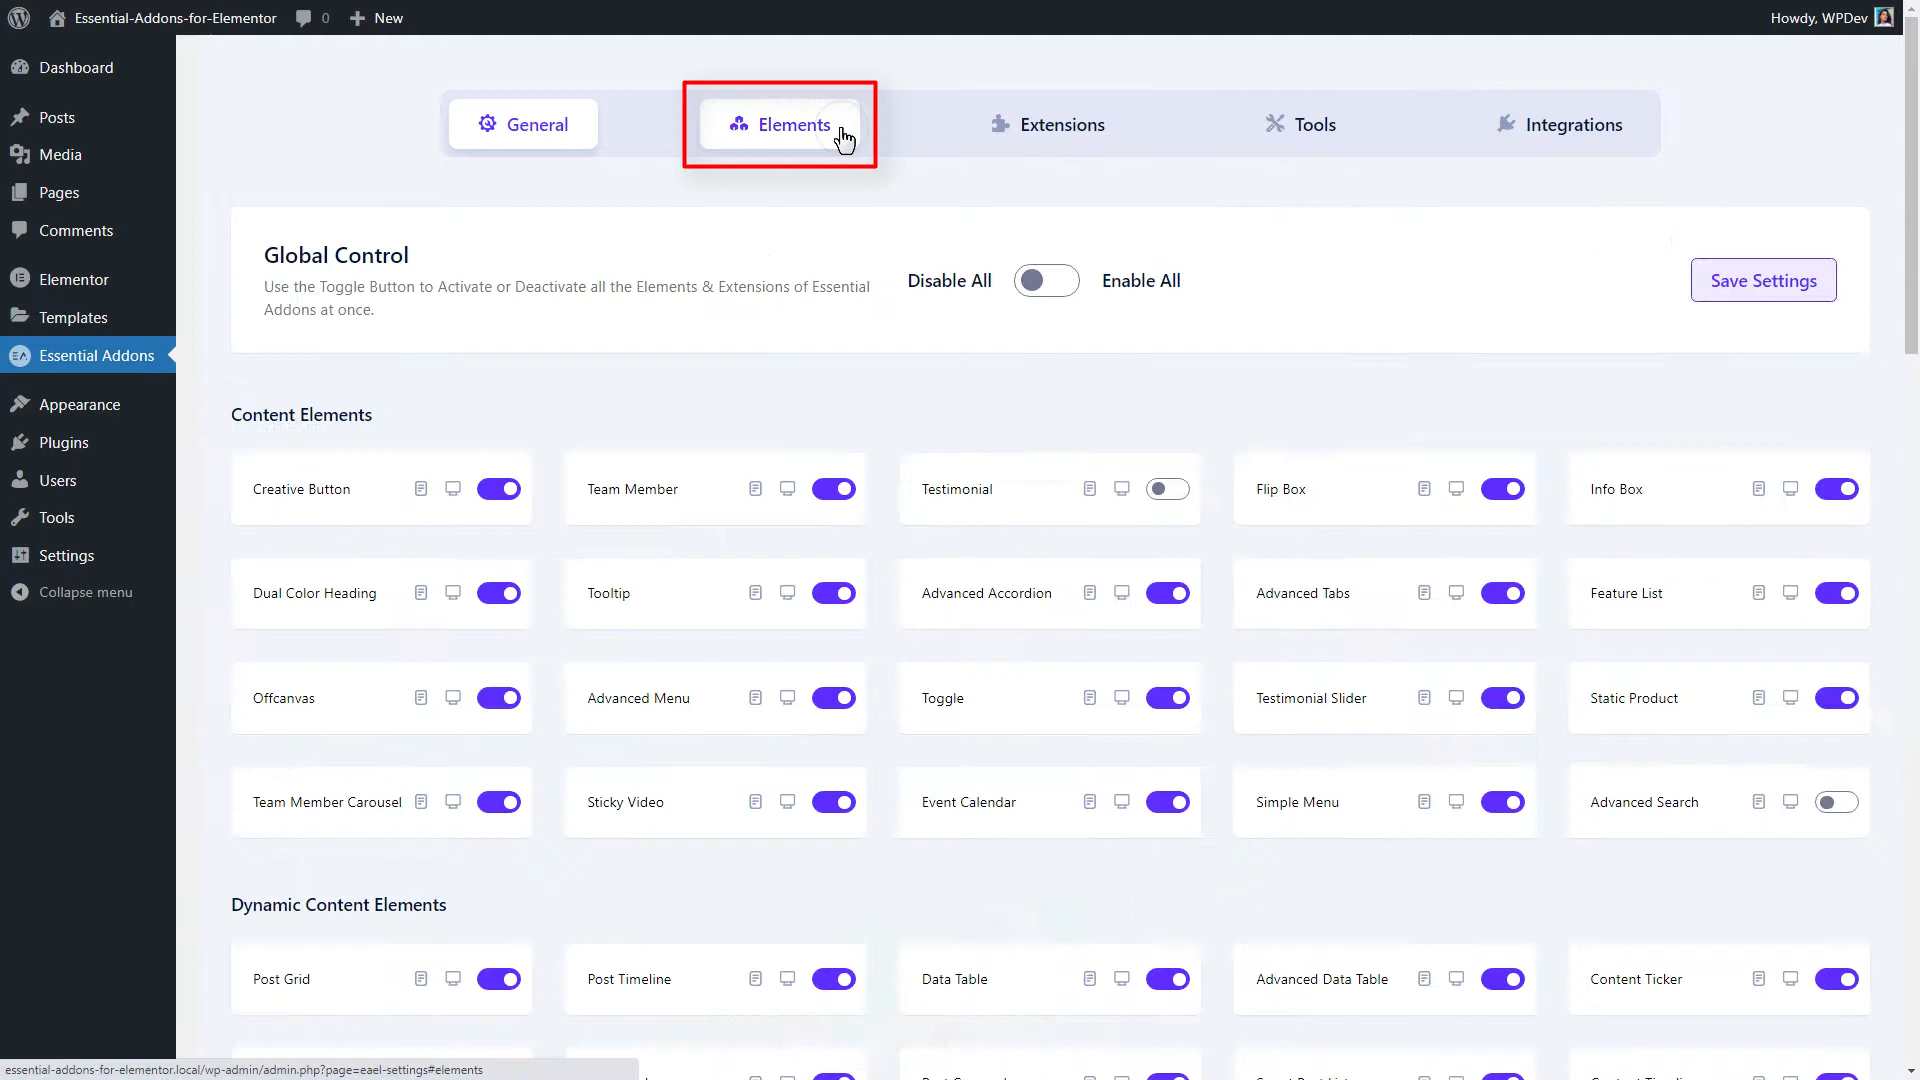 Essential-Addons-for-Elementor
0
New
Howdy, WPDev
Dashboard
Posts
Media
Pages
Comments
Elementor
Templates
Essential Addons
Appearance
Plugins
Users
Tools
Settings
Collapse menu
General
Elements
Extensions
Tools
Integrations
Global Control
Use the Toggle Button to Activate or Deactivate all the Elements & Extensions of Essential
Addons at once.
Disable All
Enable All
Save Settings
Content Elements
Creative Button
Team Member
Testimonial
Flip Box
Info Box
Dual Color Heading
Tooltip
Advanced Accordion
Advanced Tabs
Feature List
Offcanvas
Advanced Menu
Toggle
Testimonial Slider
Static Product
Team Member Carousel
Sticky Video
Event Calendar
Simple Menu
Advanced Search
Dynamic Content Elements
Post Grid
Post Timeline
Data Table
Advanced Data Table
Content Ticker
essential-addons-for-elementor.local/wp-admin/admin.php?page=eael-settings#elements